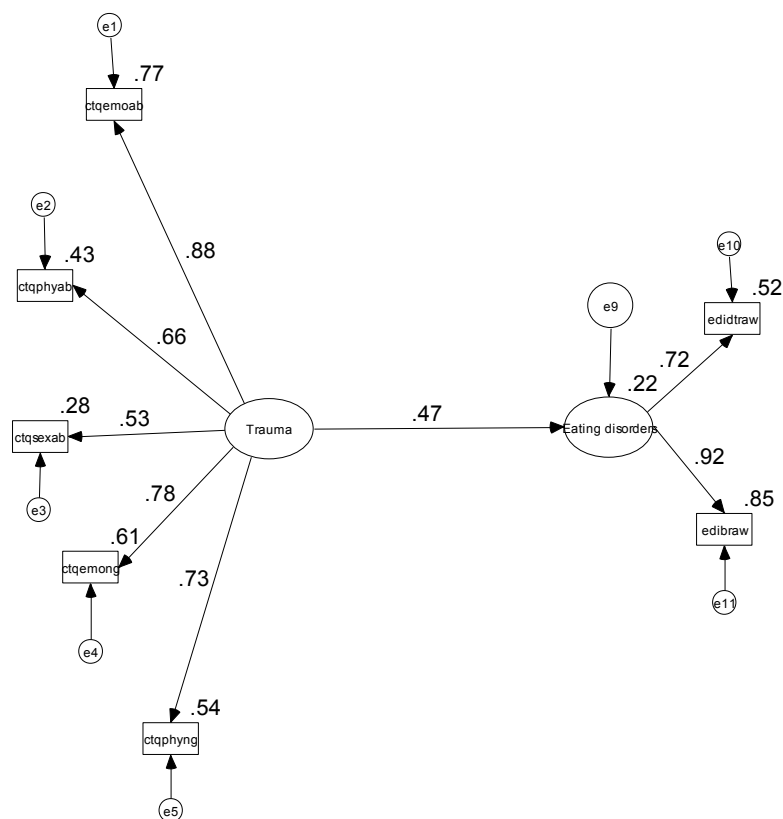 e1
.77
ctqemoab
e2
.43
ctqphyab
.88
.66
.28
ctqsexab
.53
e3
Trauma
.78
.61
ctqemong
e4
.73
.54
ctqphyng
e5
.47
e9
.22
Eating disorders
e10
.52
edidtraw
.72
.92
.85
edibraw
e11